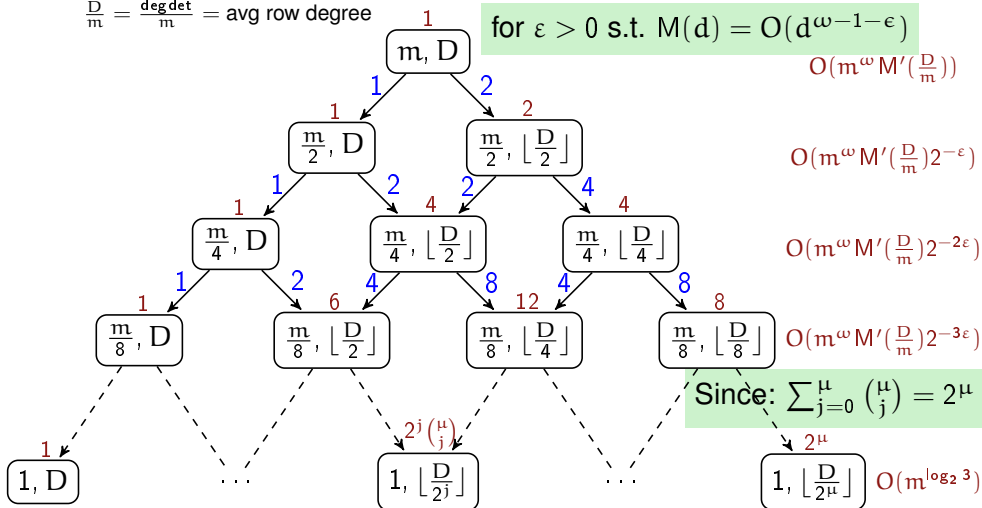 D/m = deg det/m = avg row degree
1
for ε > 0 s.t. M(d) = O(d^{ω−1−ϵ})
m, D
O(m^ω M′(D/m))
1 2
1 2
m/2, D m/2, ⌊D/2⌋
O(m^ω M′(D/m)2^{−ε})
1 2 2 4
1 4 4
m/4, D m/4, ⌊D/2⌋ m/4, ⌊D/4⌋
O(m^ω M′(D/m)2^{−2ε})
1 2 4 8 4 8
1 6 12 8
m/8, D m/8, ⌊D/2⌋ m/8, ⌊D/4⌋ m/8, ⌊D/8⌋
O(m^ω M′(D/m)2^{−3ε})
Since: ∑_{j=0}^{μ} (μ j) = 2^μ
1 2^j (μ j) 2^μ
1, D ... 1, ⌊D/2^j⌋ ... 1, ⌊D/2^μ⌋
O(m^{log₂ 3})